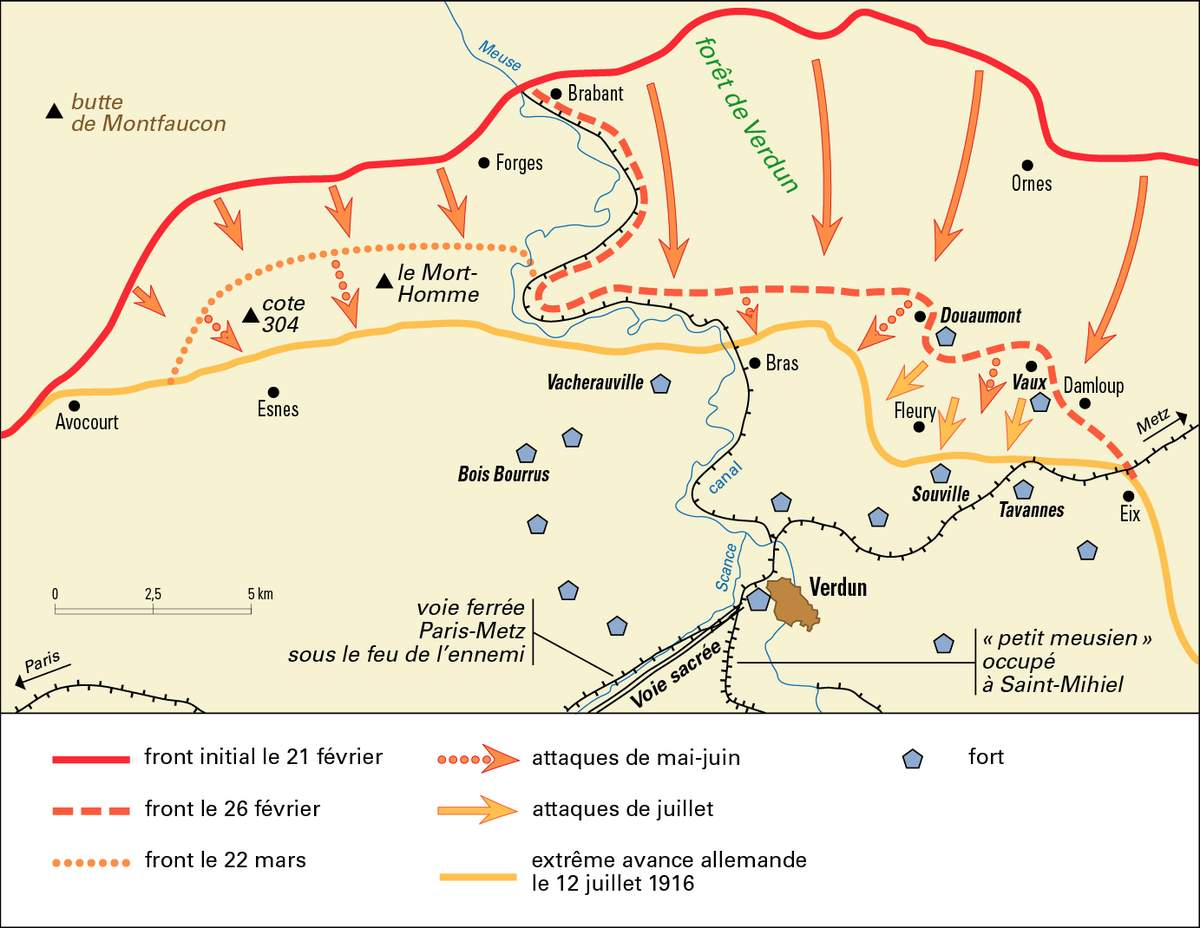 Meuse
butte
de Montfaucon
Brabant
forêt de Verdun
Forges
Ornes
le Mort-
Homme
cote
304
Douaumont
Bras
Vaux
Damloup
Vacherauville
Esnes
Avocourt
Fleury
Metz
Bois Bourrus
canal
Souville
Tavannes
Eix
Scance
Verdun
0 2,5 5 km
voie ferrée
Paris-Metz
sous le feu de l'ennemi
Voie sacrée
« petit meusien »
occupé
à Saint-Mihiel
Paris
front initial le 21 février
front le 26 février
front le 22 mars
attaques de mai-juin
attaques de juillet
extrême avance allemande
le 12 juillet 1916
fort